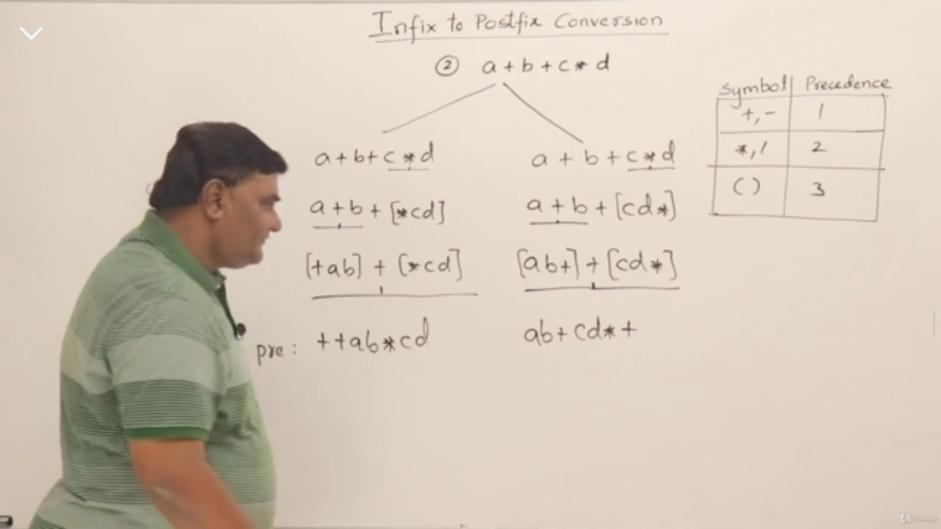 Infix to Postfix Conversion
② a + b + c * d
Symbol Precedence
+, - 1
*, / 2
( ) 3
a + b + c * d
a + b + [*cd]
[+ab] + [*cd]
pre : ++ab*cd
a + b + c * d
a + b + [cd*]
[ab+] + [cd*]
ab+cd*+